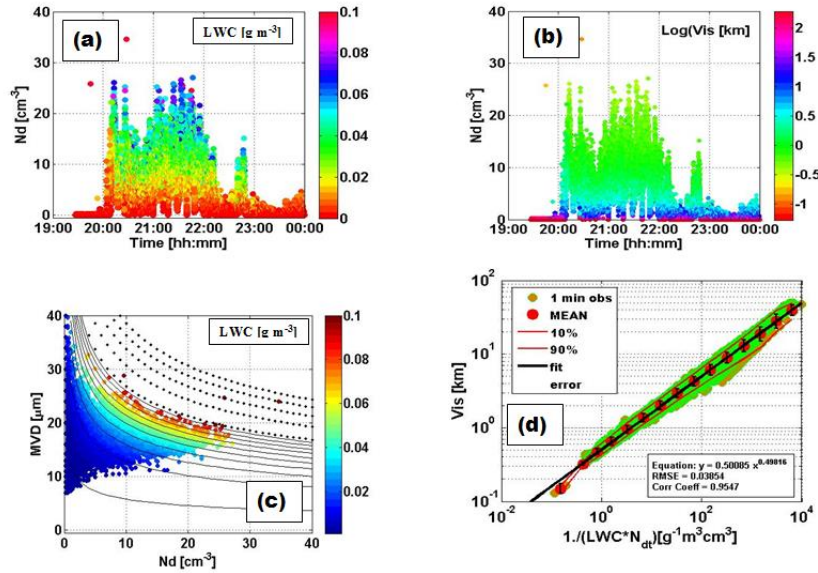 (a)
LWC [g m⁻³]
Nd [cm⁻³]
40
30
20
10
0
19:00 20:00 21:00 22:00 23:00 00:00
Time [hh:mm]
0.1
0.08
0.06
0.04
0.02
0
(b)
Log(Vis [km]
Nd [cm⁻³]
40
30
20
10
0
19:00 20:00 21:00 22:00 23:00 00:00
Time [hh:mm]
2
1.5
1
0.5
0
-0.5
-1
LWC [g m⁻³]
MVD [μm]
40
35
30
25
20
15
10
5
0
(c)
0 10 20 30 40
Nd [cm⁻³]
0.1
0.08
0.06
0.04
0.02
1 min obs
MEAN
10%
90%
fit
error
(d)
Vis [km]
10²
10¹
10⁰
10⁻¹
Equation: y = 0.50085 x^0.49016
RMSE = 0.03854
Corr Coeff = 0.9547
10⁰ 10² 10⁴
1./(LWC*Ndt)[g⁻¹m³cm³]